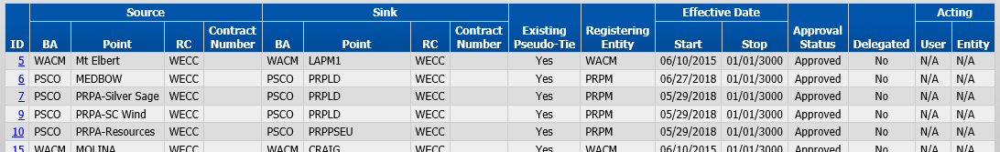 Source Sink Effective Date Acting
ID BA Point RC Contract Number BA Point RC Contract Number Existing Pseudo-Tie Registering Entity Start Stop Approval Status Delegated User Entity
5 WACM Mt Elbert WECC WACM LAPM1 WECC Yes WACM 06/10/2015 01/01/3000 Approved No N/A N/A
6 PSCO MEDBOW WECC PSCO PRPLD WECC Yes PRPM 06/27/2018 01/01/3000 Approved No N/A N/A
7 PSCO PRPA-Silver Sage WECC PSCO PRPLD WECC Yes PRPM 05/29/2018 01/01/3000 Approved No N/A N/A
9 PSCO PRPA-SC Wind WECC PSCO PRPLD WECC Yes PRPM 05/29/2018 01/01/3000 Approved No N/A N/A
10 PSCO PRPA-Resources WECC PSCO PRPPSEU WECC Yes PRPM 05/29/2018 01/01/3000 Approved No N/A N/A
15 WACM MOLINA WECC WACM CRAIG WECC Yes WACM 06/10/2015 01/01/3000 Approved No N/A N/A